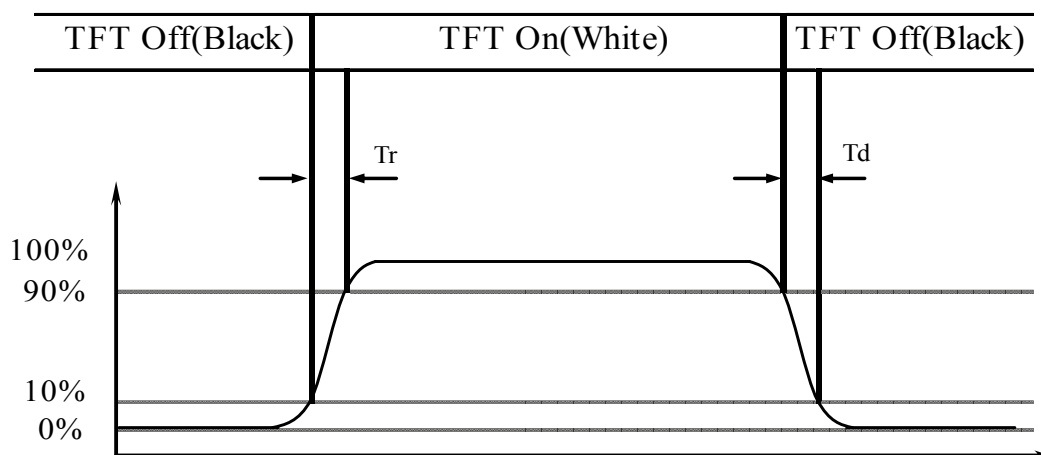 TFT Off(Black) TFT On(White) TFT Off(Black)
Tr Td
100%
90%
10%
0%